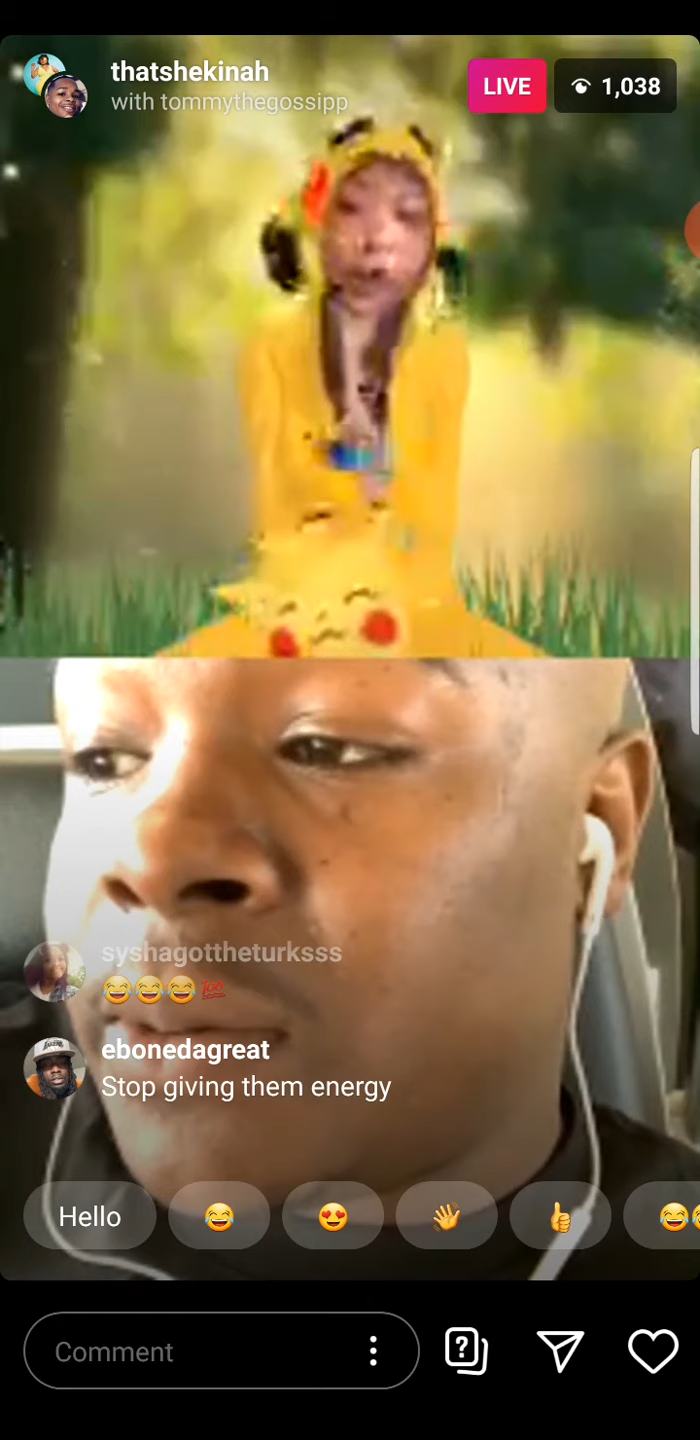 thatshekinah
with tommythegossipp
LIVE
1,038
syshagottheturksss
😂😂😂💯
ebonedagreat
Stop giving them energy
Hello
Comment